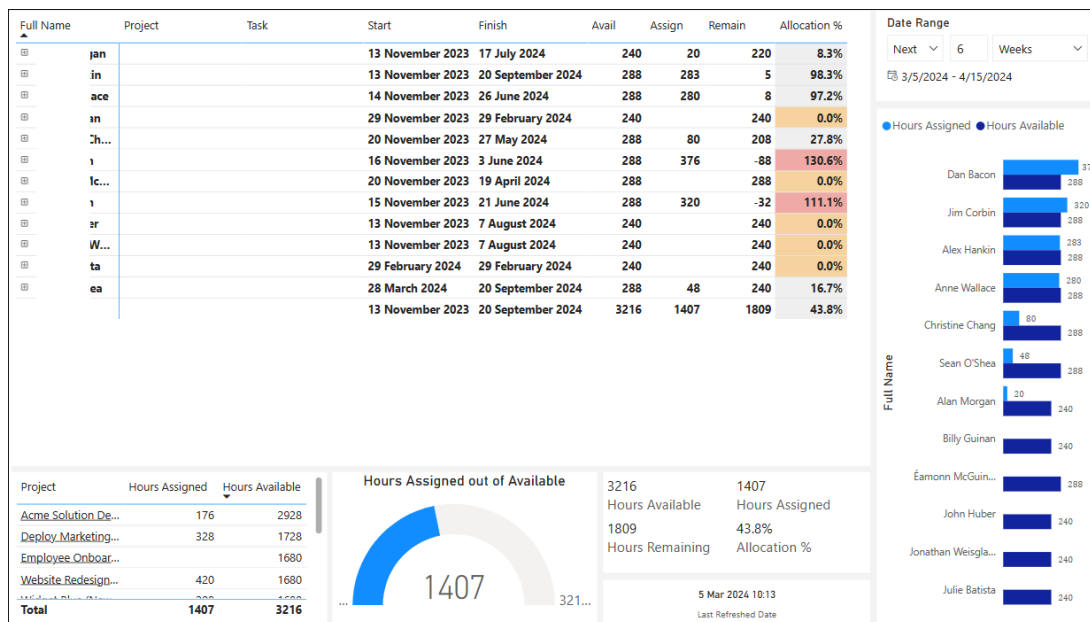 Full Name Project Task Start Finish Avail Assign Remain Allocation %
gan 13 November 2023 17 July 2024 240 20 220 8.3%
kin 13 November 2023 20 September 2024 288 283 5 98.3%
ace 14 November 2023 26 June 2024 288 280 8 97.2%
an 29 November 2023 29 February 2024 240 240 0.0%
Ch... 20 November 2023 27 May 2024 288 80 208 27.8%
n 16 November 2023 3 June 2024 288 376 -88 130.6%
Mc... 20 November 2023 19 April 2024 288 288 0.0%
n 15 November 2023 21 June 2024 288 320 -32 111.1%
er 13 November 2023 7 August 2024 240 240 0.0%
W... 13 November 2023 7 August 2024 240 240 0.0%
ta 29 February 2024 29 February 2024 240 240 0.0%
ea 28 March 2024 20 September 2024 288 48 240 16.7%
13 November 2023 20 September 2024 3216 1407 1809 43.8%
Date Range
Next 6 Weeks
3/5/2024 - 4/15/2024
Hours Assigned Hours Available
Full Name
Dan Bacon 288
Jim Corbin 320
288
Alex Hankin 283
288
Anne Wallace 280
288
Christine Chang 80
288
Sean O'Shea 48
288
Alan Morgan 20
240
Billy Guinan 240
Éamonn McGuin... 288
John Huber 240
Jonathan Weisgla... 240
Julie Batista 240
Project Hours Assigned Hours Available
Acme Solution De... 176 2928
Deploy Marketing... 328 1728
Employee Onboar... 1680
Website Redesign... 420 1680
Total 1407 3216
Hours Assigned out of Available
1407
... 321...
3216 1407
Hours Available Hours Assigned
1809 43.8%
Hours Remaining Allocation %
5 Mar 2024 10:13
Last Refreshed Date